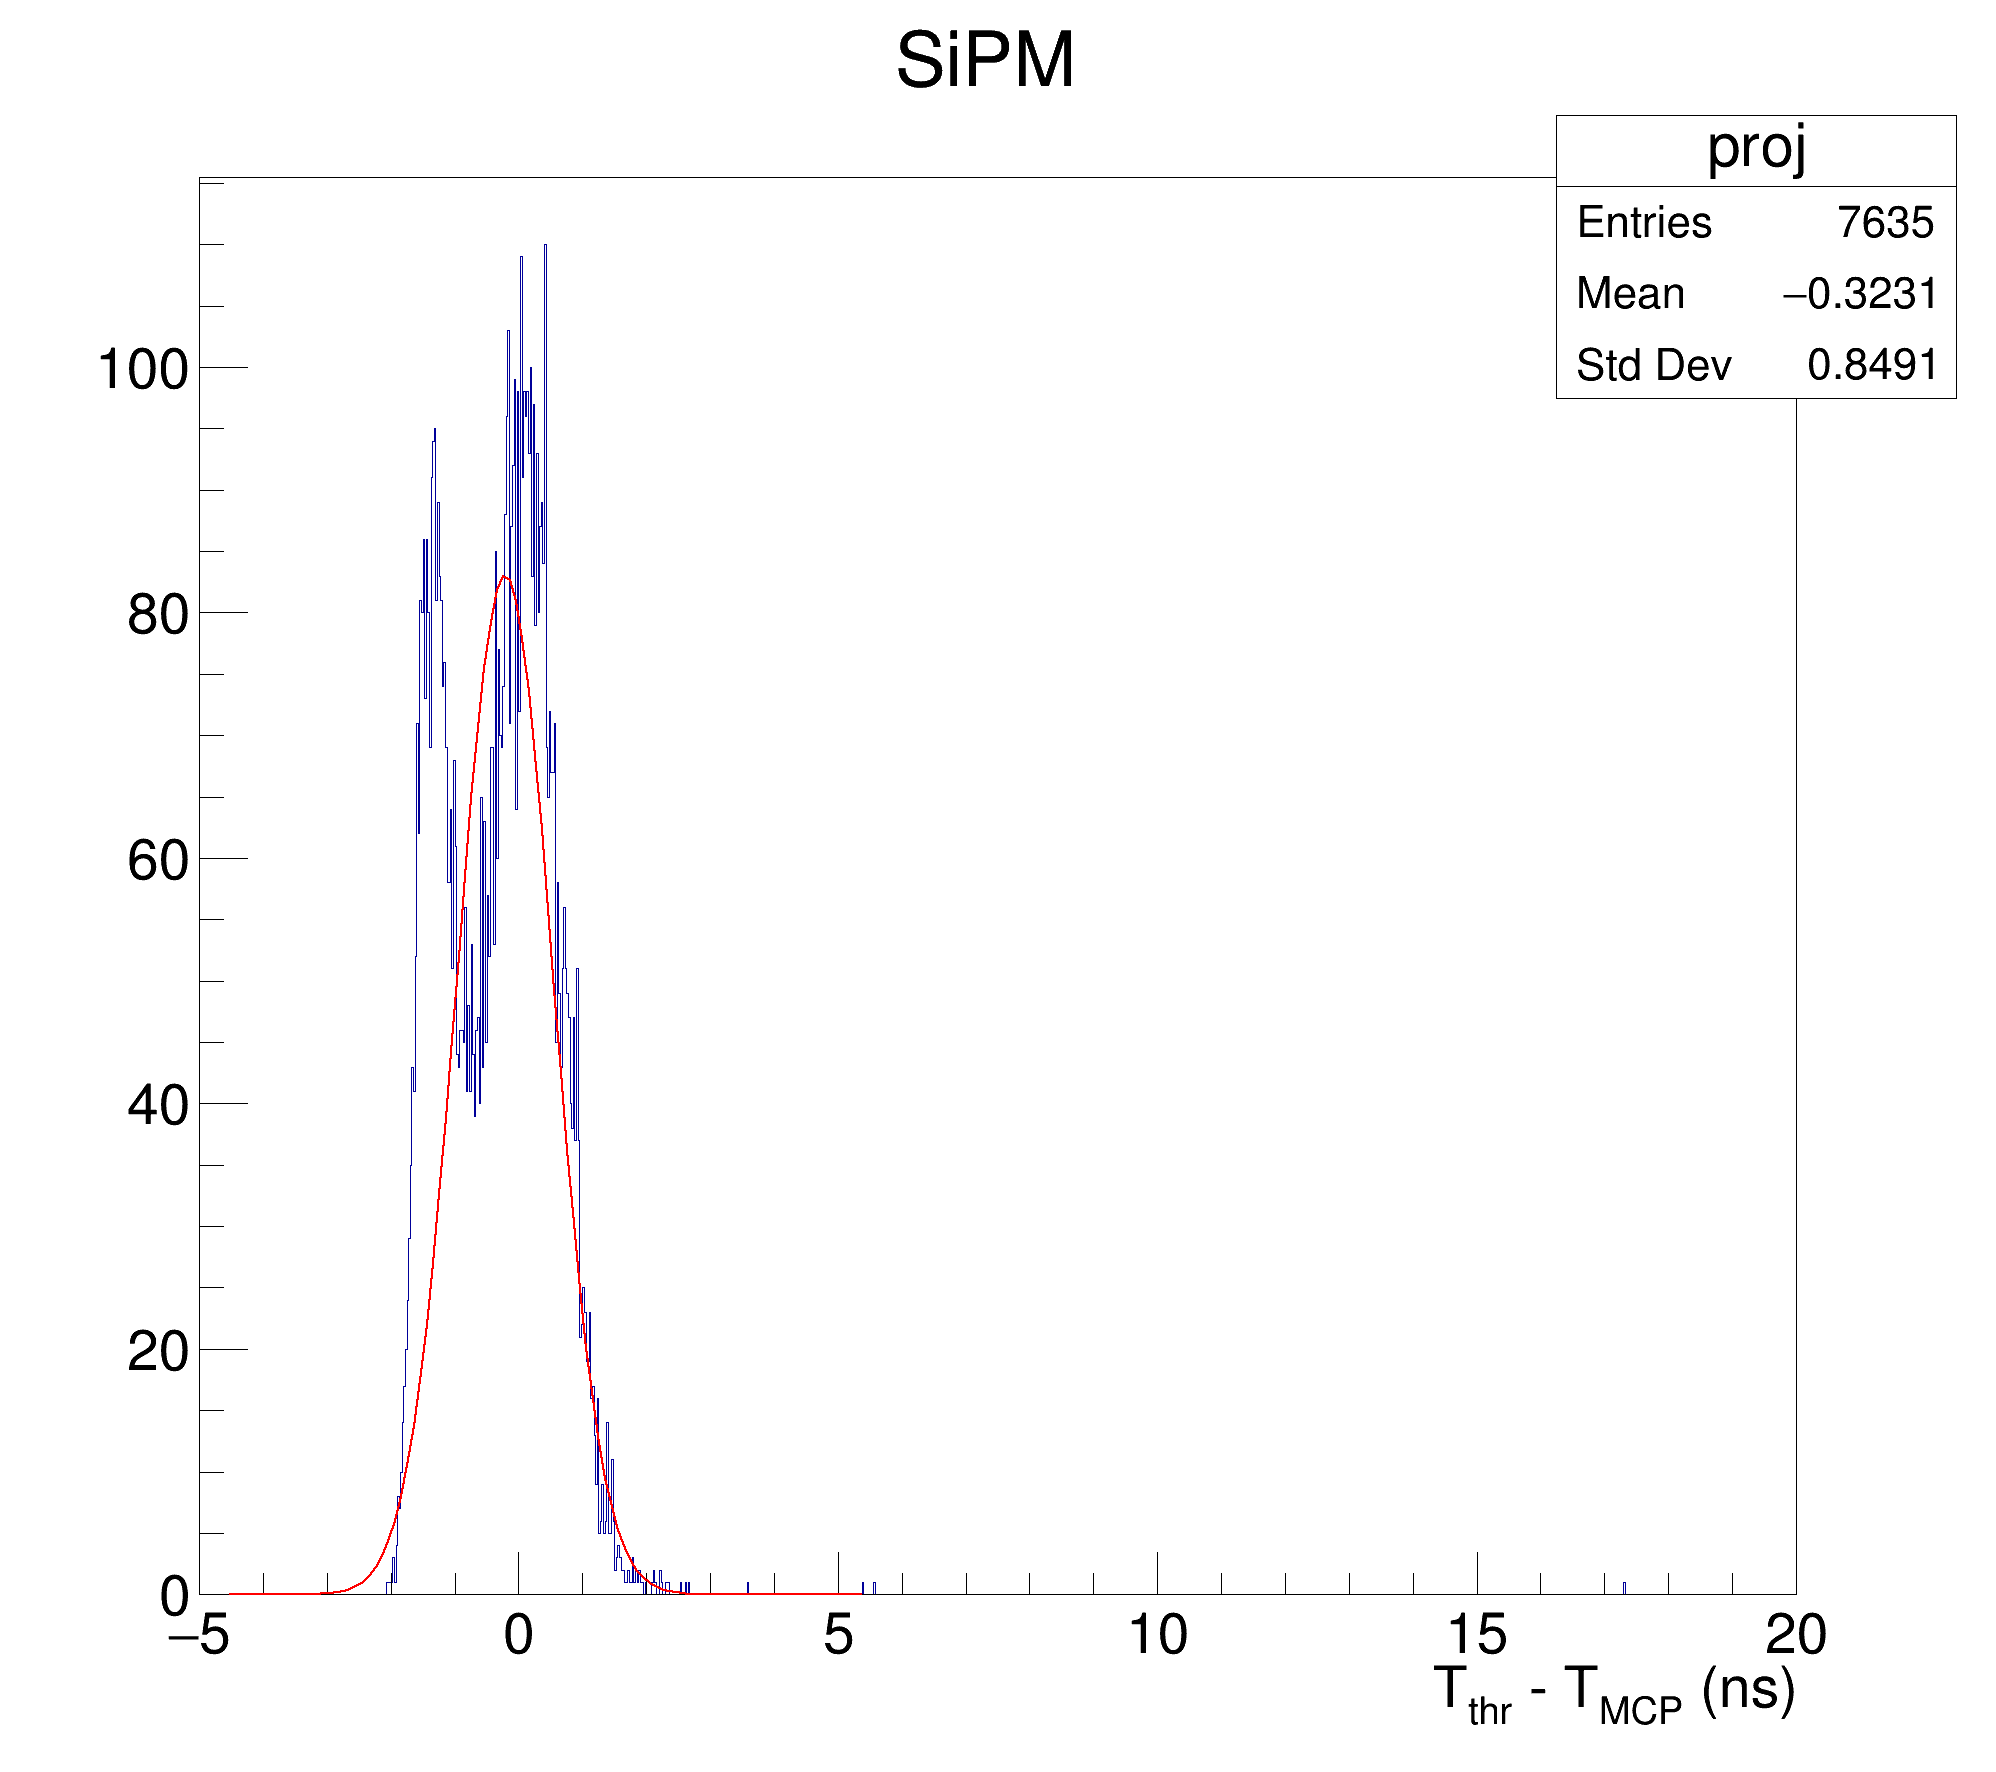 SiPM
proj
Entries 7635
Mean −0.3231
Std Dev 0.8491
100
80
60
40
20
0
−5 0 5 10 15 20
T_thr - T_MCP (ns)